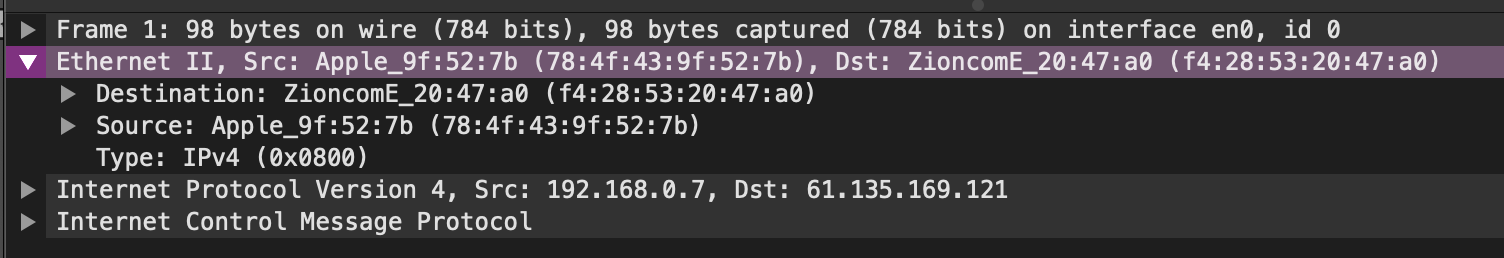 Frame 1: 98 bytes on wire (784 bits), 98 bytes captured (784 bits) on interface en0, id 0
Ethernet II, Src: Apple_9f:52:7b (78:4f:43:9f:52:7b), Dst: ZioncomE_20:47:a0 (f4:28:53:20:47:a0)
Destination: ZioncomE_20:47:a0 (f4:28:53:20:47:a0)
Source: Apple_9f:52:7b (78:4f:43:9f:52:7b)
Type: IPv4 (0x0800)
Internet Protocol Version 4, Src: 192.168.0.7, Dst: 61.135.169.121
Internet Control Message Protocol